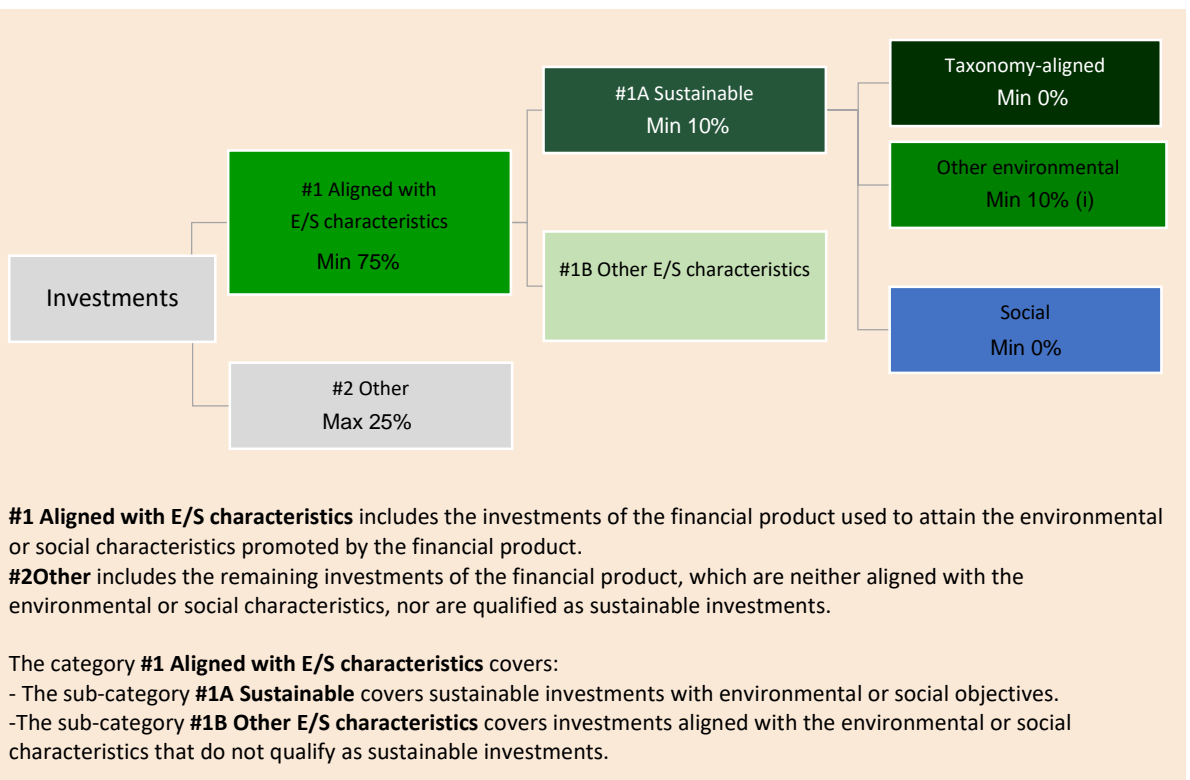 Investments
#1 Aligned with
E/S characteristics
Min 75%
#2 Other
Max 25%
#1A Sustainable
Min 10%
#1B Other E/S characteristics
Taxonomy-aligned
Min 0%
Other environmental
Min 10% (i)
Social
Min 0%
#1 Aligned with E/S characteristics includes the investments of the financial product used to attain the environmental
or social characteristics promoted by the financial product.
#2Other includes the remaining investments of the financial product, which are neither aligned with the
environmental or social characteristics, nor are qualified as sustainable investments.
The category #1 Aligned with E/S characteristics covers:
- The sub-category #1A Sustainable covers sustainable investments with environmental or social objectives.
-The sub-category #1B Other E/S characteristics covers investments aligned with the environmental or social
characteristics that do not qualify as sustainable investments.